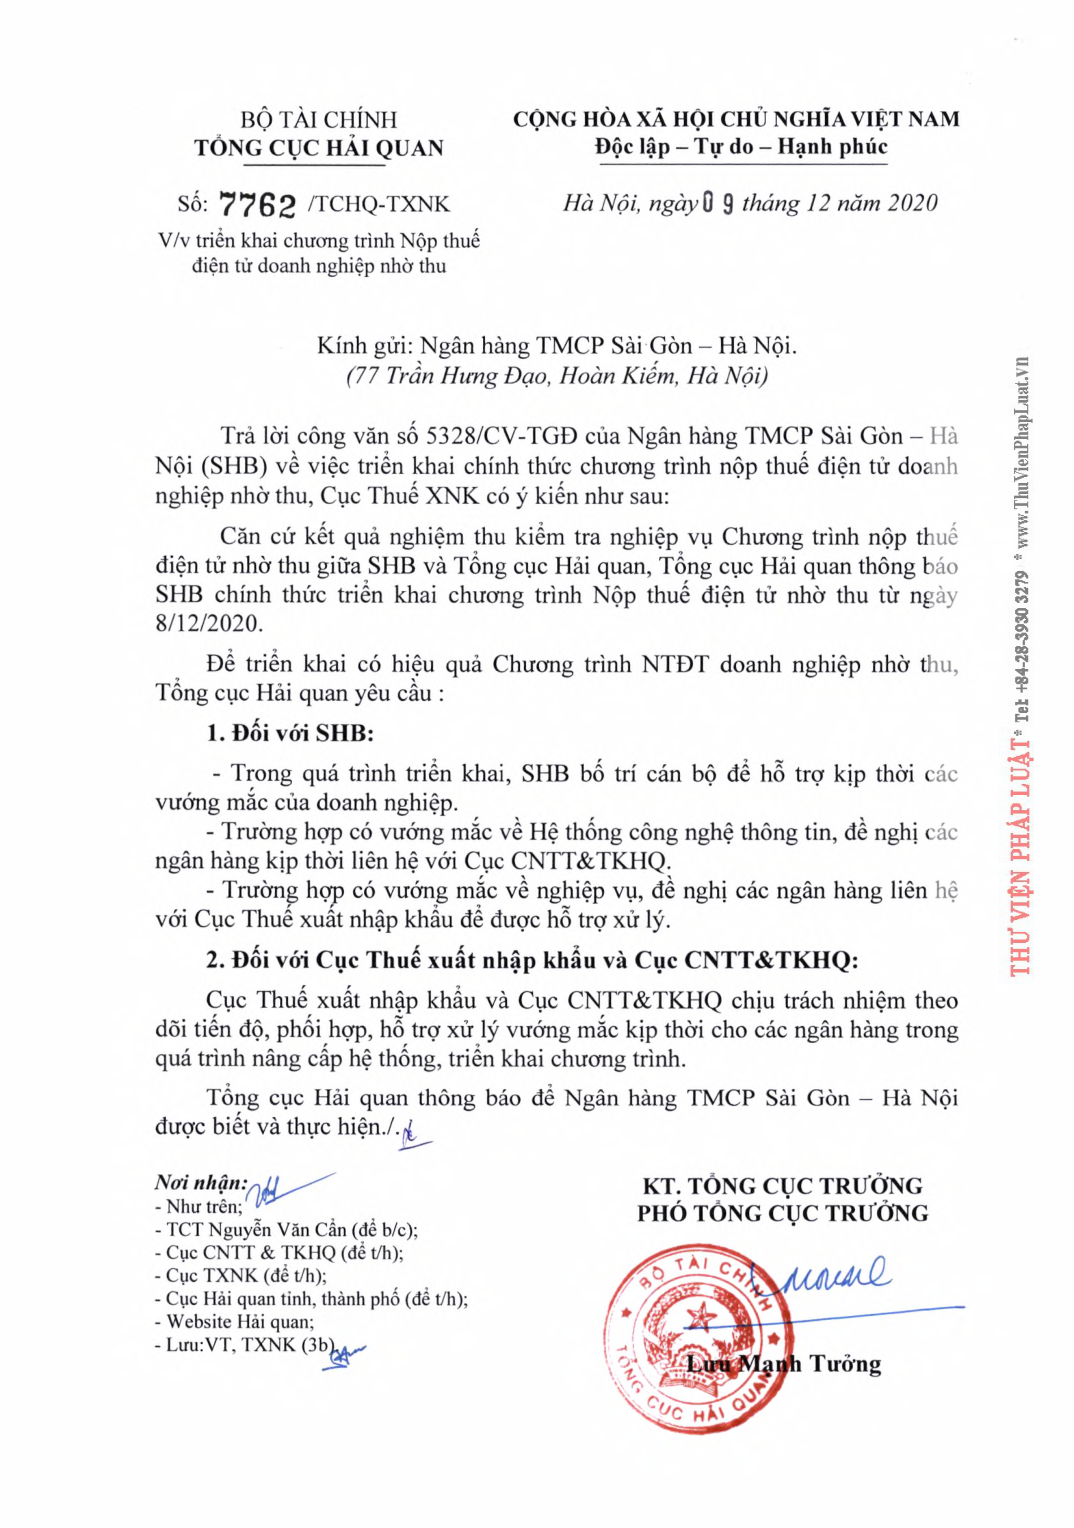 BỘ TÀI CHÍNH
TỔNG CỤC HẢI QUAN
CỘNG HÒA XÃ HỘI CHỦ NGHĨA VIỆT NAM
Độc lập – Tự do – Hạnh phúc
Số: 7762 /TCHQ-TXNK
Hà Nội, ngày 09 tháng 12 năm 2020
V/v triển khai chương trình Nộp thuế
điện tử doanh nghiệp nhờ thu
Kính gửi: Ngân hàng TMCP Sài Gòn – Hà Nội.
(77 Trần Hưng Đạo, Hoàn Kiếm, Hà Nội)
Trả lời công văn số 5328/CV-TGĐ của Ngân hàng TMCP Sài Gòn – Hà
Nội (SHB) về việc triển khai chính thức chương trình nộp thuế điện tử doanh
nghiệp nhờ thu, Cục Thuế XNK có ý kiến như sau:
Căn cứ kết quả nghiệm thu kiểm tra nghiệp vụ Chương trình nộp thuế
điện tử nhờ thu giữa SHB và Tổng cục Hải quan, Tổng cục Hải quan thông báo
SHB chính thức triển khai chương trình Nộp thuế điện tử nhờ thu từ ngày
8/12/2020.
Để triển khai có hiệu quả Chương trình NTĐT doanh nghiệp nhờ thu,
Tổng cục Hải quan yêu cầu :
1. Đối với SHB:
- Trong quá trình triển khai, SHB bố trí cán bộ để hỗ trợ kịp thời các
vướng mắc của doanh nghiệp.
- Trường hợp có vướng mắc về Hệ thống công nghệ thông tin, đề nghị các
ngân hàng kịp thời liên hệ với Cục CNTT&TKHQ.
- Trường hợp có vướng mắc về nghiệp vụ, đề nghị các ngân hàng liên hệ
với Cục Thuế xuất nhập khẩu để được hỗ trợ xử lý.
2. Đối với Cục Thuế xuất nhập khẩu và Cục CNTT&TKHQ:
Cục Thuế xuất nhập khẩu và Cục CNTT&TKHQ chịu trách nhiệm theo
dõi tiến độ, phối hợp, hỗ trợ xử lý vướng mắc kịp thời cho các ngân hàng trong
quá trình nâng cấp hệ thống, triển khai chương trình.
Tổng cục Hải quan thông báo để Ngân hàng TMCP Sài Gòn – Hà Nội
được biết và thực hiện./.
Nơi nhận:
- Như trên;
- TCT Nguyễn Văn Cẩn (để b/c);
- Cục CNTT & TKHQ (để t/h);
- Cục TXNK (để t/h);
- Cục Hải quan tỉnh, thành phố (để t/h);
- Website Hải quan;
- Lưu:VT, TXNK (3b)
KT. TỔNG CỤC TRƯỞNG
PHÓ TỔNG CỤC TRƯỞNG
BỘ TÀI CHÍNH
TỔNG CỤC HẢI QUAN
Lưu Mạnh Tưởng
THƯ VIỆN PHÁP LUẬT * Tel: +84-28-3930 3279 * www.ThuVienPhapLuat.vn